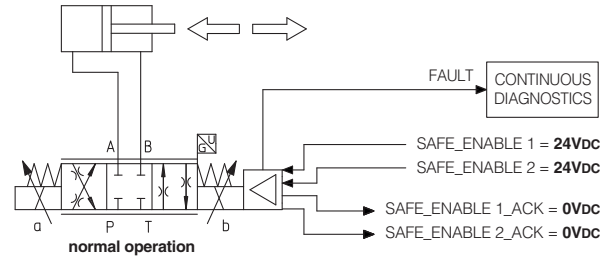 FAULT
CONTINUOUS
DIAGNOSTICS
A B
U
G
SAFE_ENABLE 1 = 24VDC
SAFE_ENABLE 2 = 24VDC
SAFE_ENABLE 1_ACK = 0VDC
SAFE_ENABLE 2_ACK = 0VDC
a P T b
normal operation